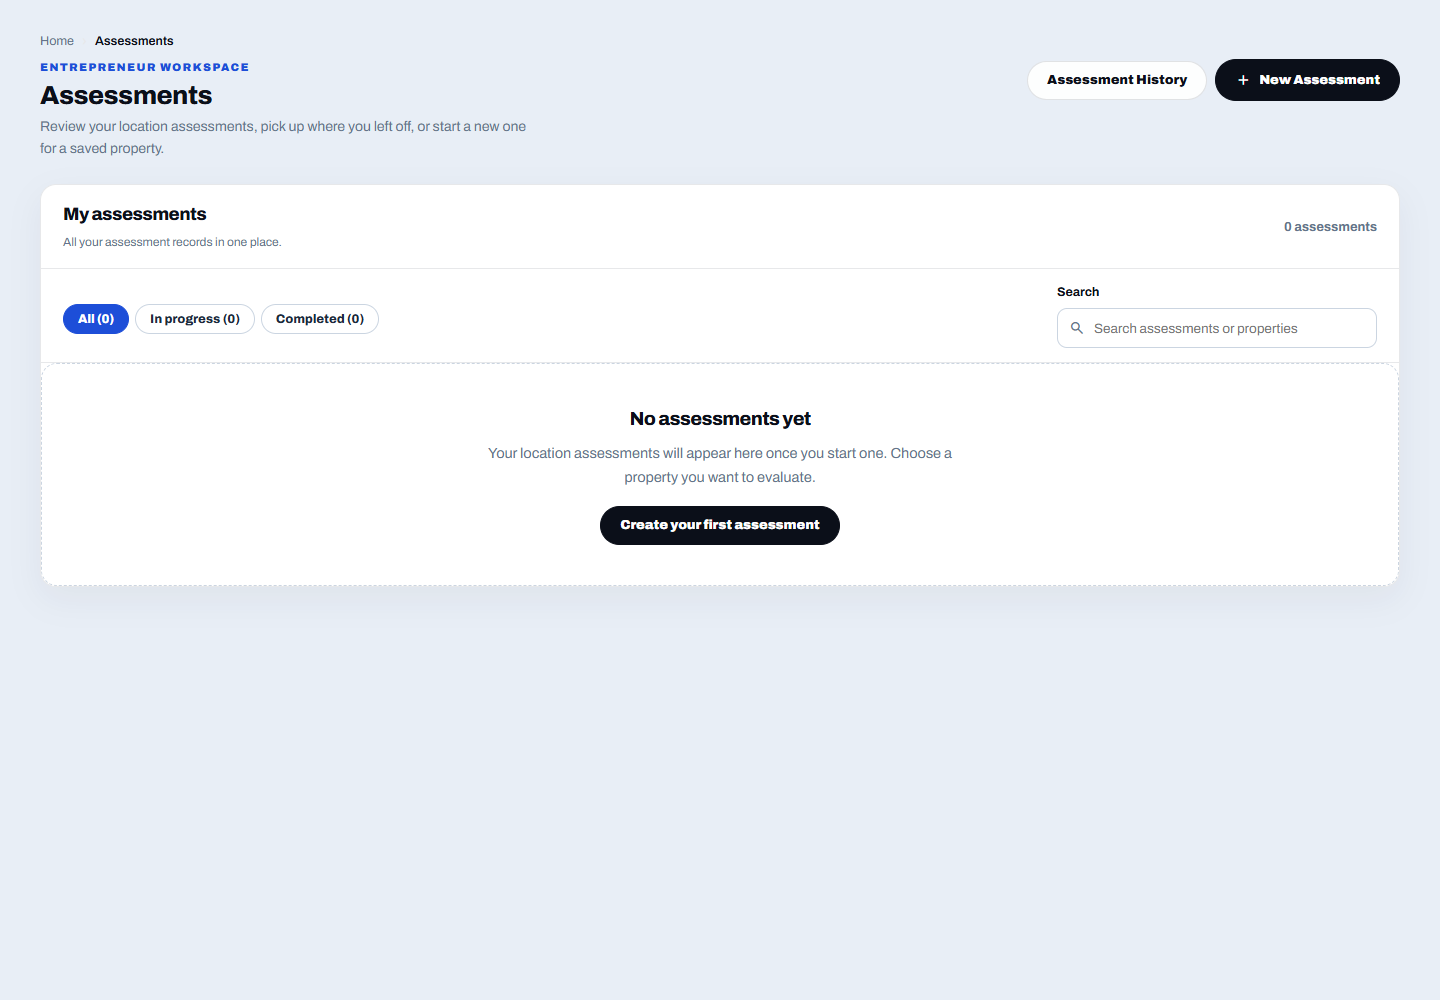 Home Assessments
ENTREPRENEUR WORKSPACE
Assessments
Review your location assessments, pick up where you left off, or start a new one
for a saved property.
Assessment History
+ New Assessment
My assessments
All your assessment records in one place.
0 assessments
All (0)
In progress (0)
Completed (0)
Search
Search assessments or properties
No assessments yet
Your location assessments will appear here once you start one. Choose a
property you want to evaluate.
Create your first assessment